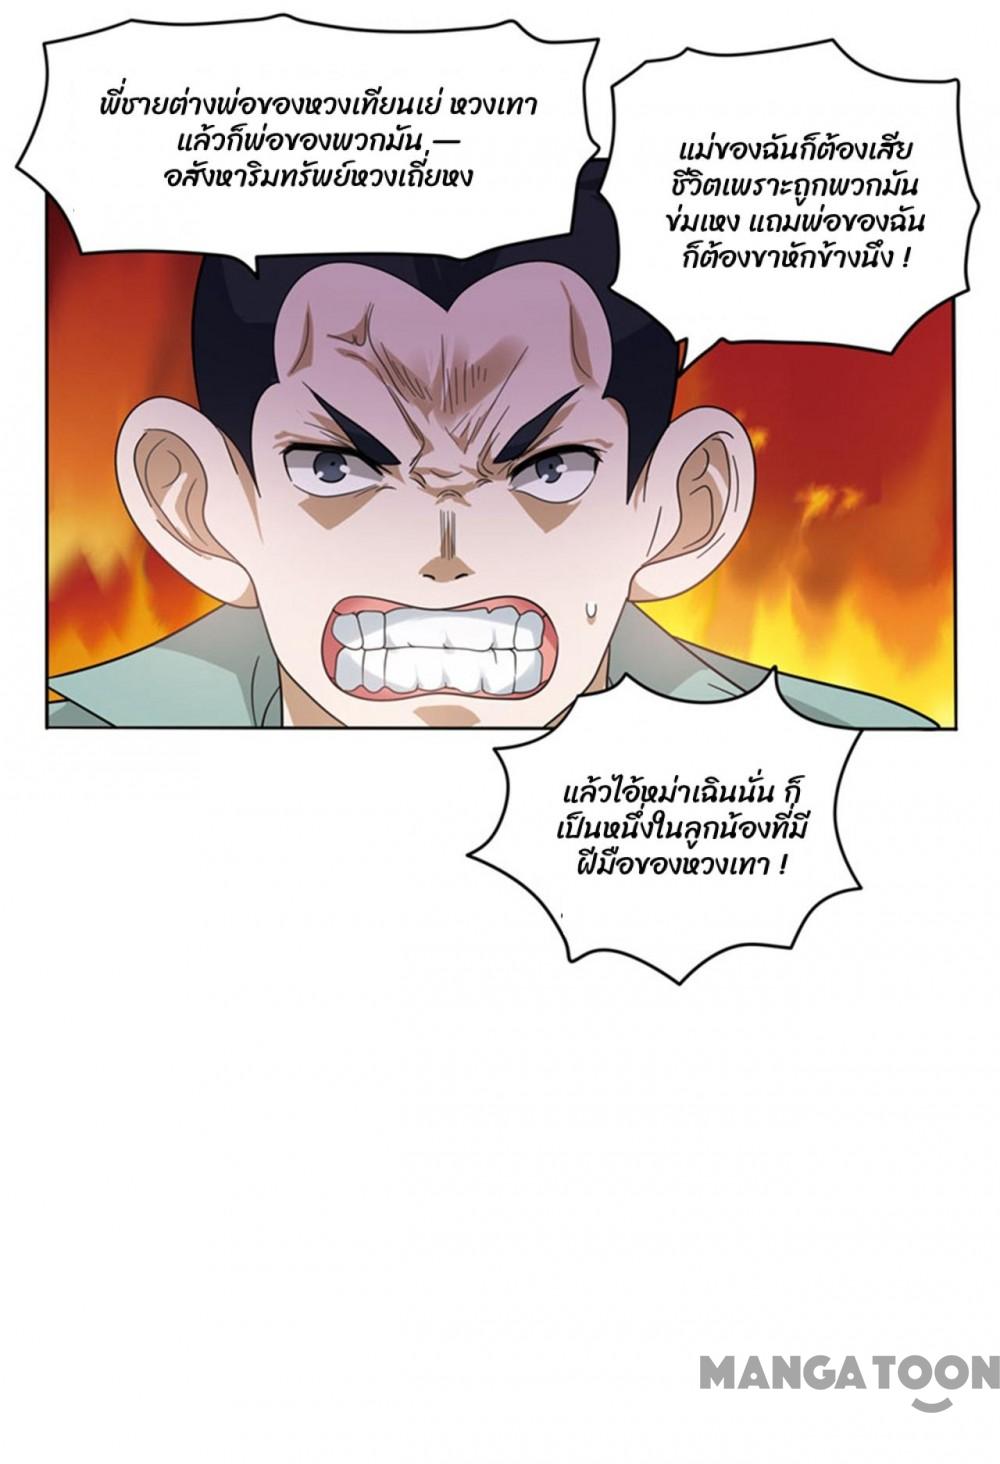 พี่ชายต่างพ่อของหวงเทียนเย่ หวงเทา
แล้วก็พ่อของพวกมัน —
อสังหาริมทรัพย์หวงเถี่ยหง
แม่ของฉันก็ต้องเสีย
ชีวิตเพราะถูกพวกมัน
ข่มเหง แถมพ่อของฉัน
ก็ต้องขาหักข้างนึง !
แล้วไอ้หม่าเฉินนั่น ก็
เป็นหนึ่งในลูกน้องที่มี
ฝีมือของหวงเทา !
MANGATOON